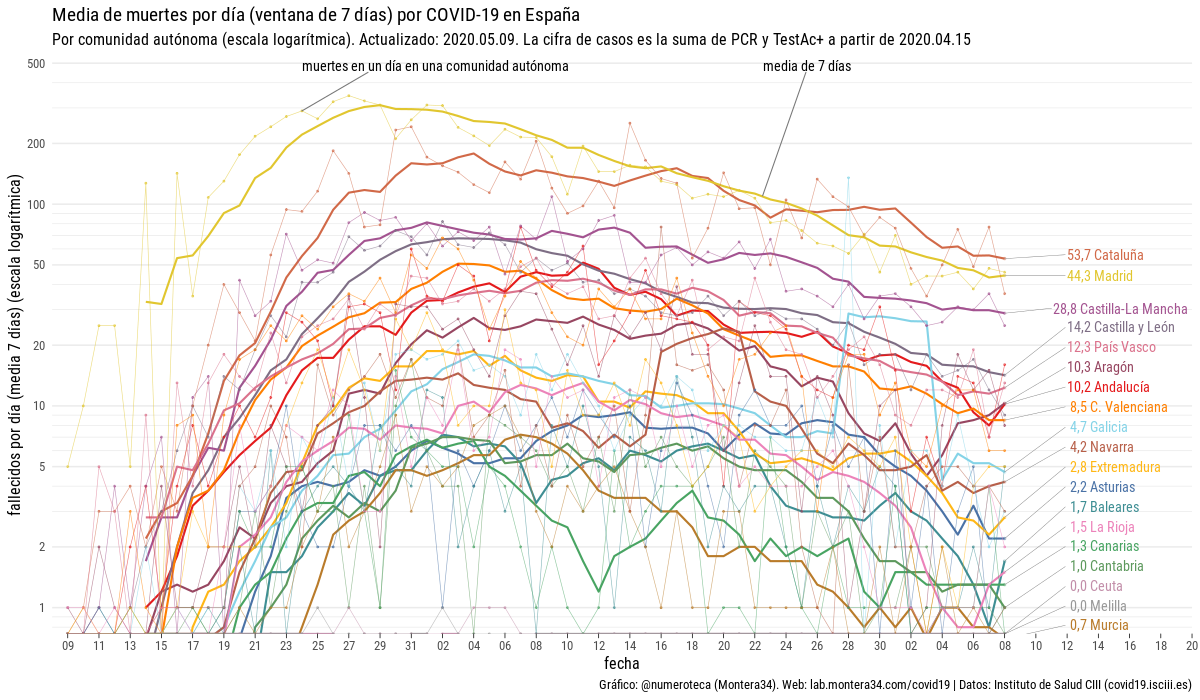 Media de muertes por día (ventana de 7 días) por COVID-19 en España
Por comunidad autónoma (escala logarítmica). Actualizado: 2020.05.09. La cifra de casos es la suma de PCR y TestAc+ a partir de 2020.04.15
muertes en un día en una comunidad autónoma
media de 7 días
fallecidos por día (media 7 días) (escala logarítmica)
500
200
100
50
20
10
5
2
1
53,7 Cataluña
44,3 Madrid
28,8 Castilla-La Mancha
14,2 Castilla y León
12,3 País Vasco
10,3 Aragón
10,2 Andalucía
8,5 C. Valenciana
4,7 Galicia
4,2 Navarra
2,8 Extremadura
2,2 Asturias
1,7 Baleares
1,5 La Rioja
1,3 Canarias
1,0 Cantabria
0,0 Ceuta
0,0 Melilla
0,7 Murcia
09 11 13 15 17 19 21 23 25 27 29 31 02 04 06 08 10 12 14 16 18 20 22 24 26 28 30 02 04 06 08 10 12 14 16 18 20
fecha
Gráfico: @numeroteca (Montera34). Web: lab.montera34.com/covid19 | Datos: Instituto de Salud CIII (covid19.isciii.es)